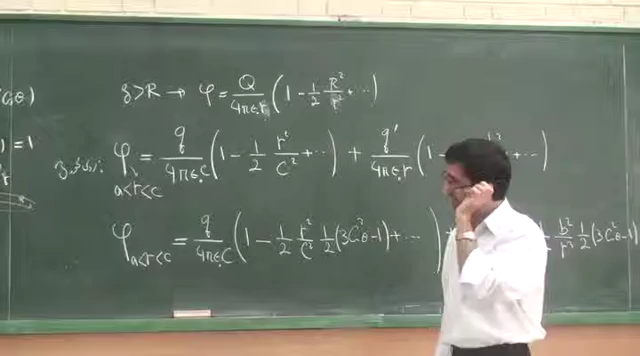 z>R → φ = Q/4πε₀r (1 − 1/2 R²/r² + ⋯)
) = 1
φ a<r<c = q/4πε₀c (1 − 1/2 r²/c² + ⋯) + q'/4πε₀r (1 − + ⋯)
φ a<r<c = q/4πε₀c (1 − 1/2 r²/c² 1/2 (3cos²θ−1) + ⋯) b²/r² 1/2 (3cos²θ−1)